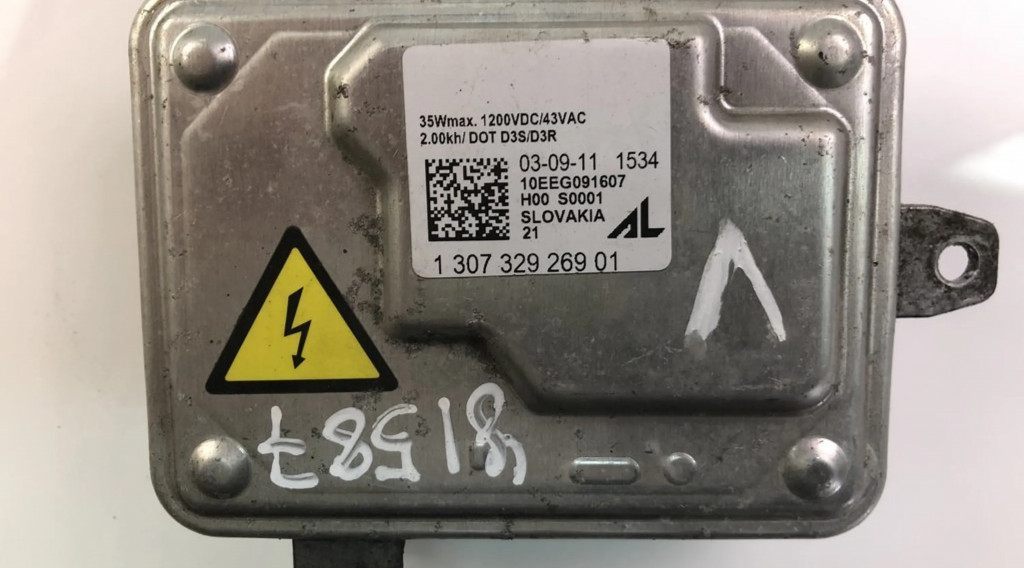 35Wmax. 1200VDC/43VAC
2.00kh/ DOT D3S/D3R
03-09-11 1534
10EEG091607
H00 S0001
SLOVAKIA
21
AL
1 307 329 269 01
V